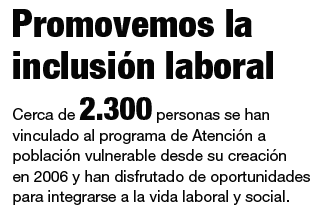 Promovemos la
inclusión laboral
Cerca de 2.300 personas se han
vinculado al programa de Atención a
población vulnerable desde su creación
en 2006 y han disfrutado de oportunidades
para integrarse a la vida laboral y social.